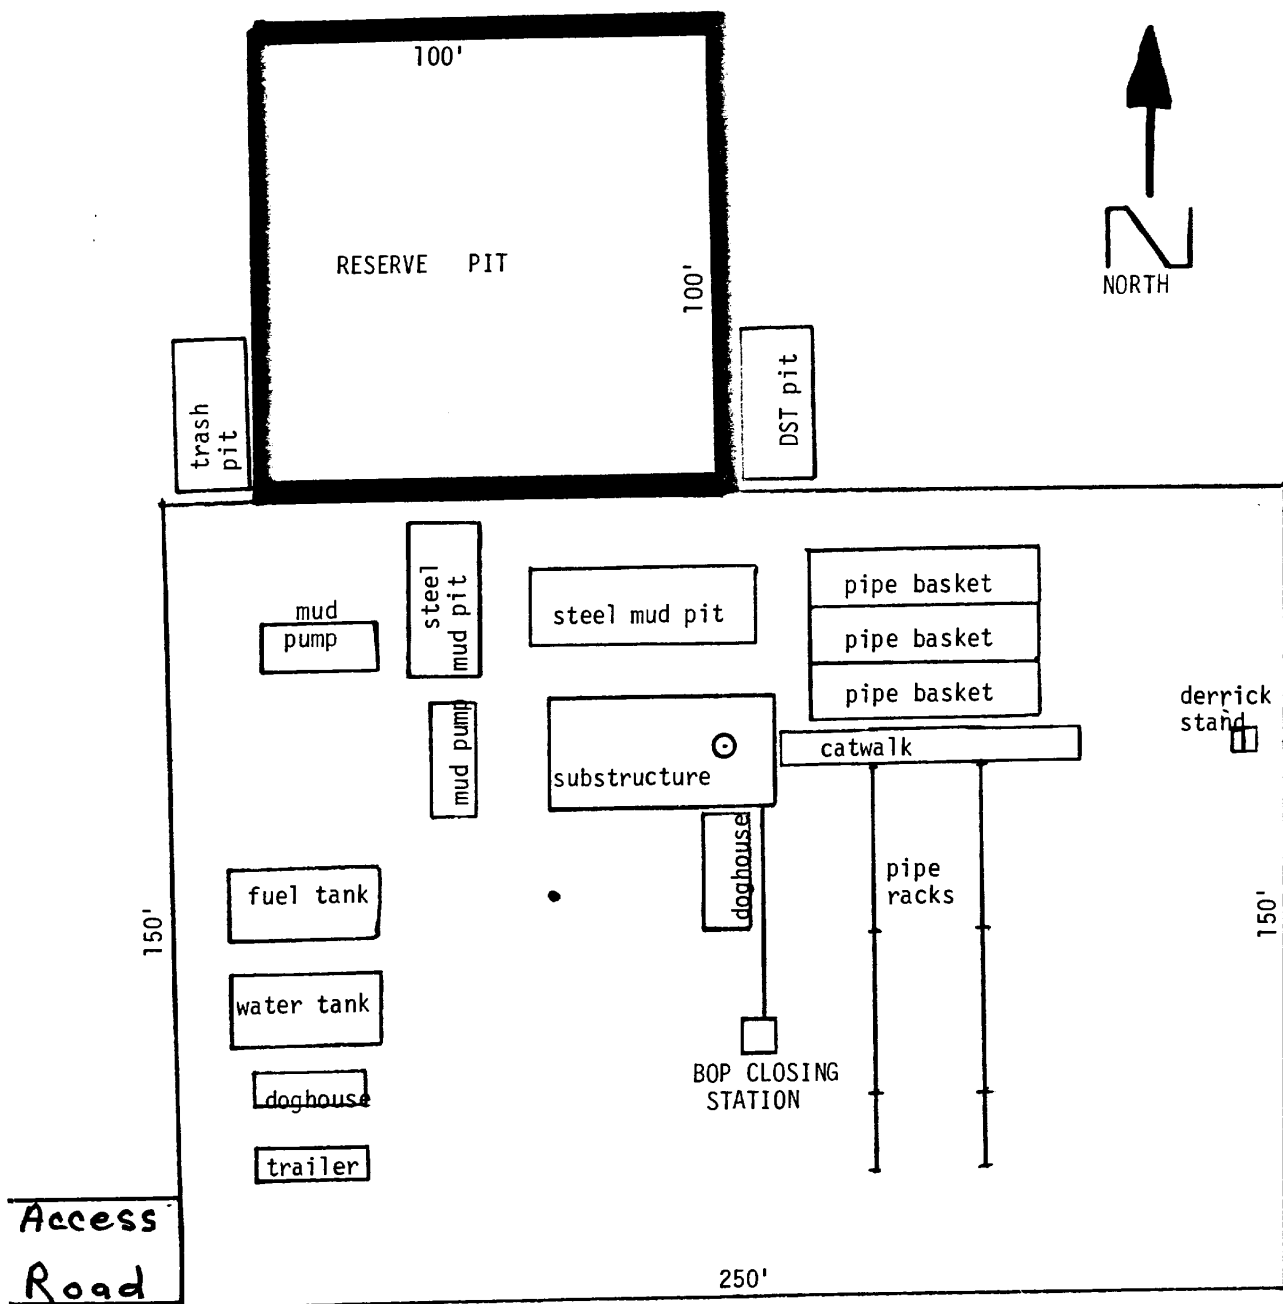 100'
RESERVE PIT
100'
NORTH
trash
pit
DST pit
steel
mud pit
mud
pump
steel mud pit
pipe basket
pipe basket
pipe basket
derrick
stand
mud pump
substructure
catwalk
doghouse
pipe
racks
fuel tank
150'
150'
water tank
doghouse
BOP CLOSING
STATION
trailer
Access
Road
250'